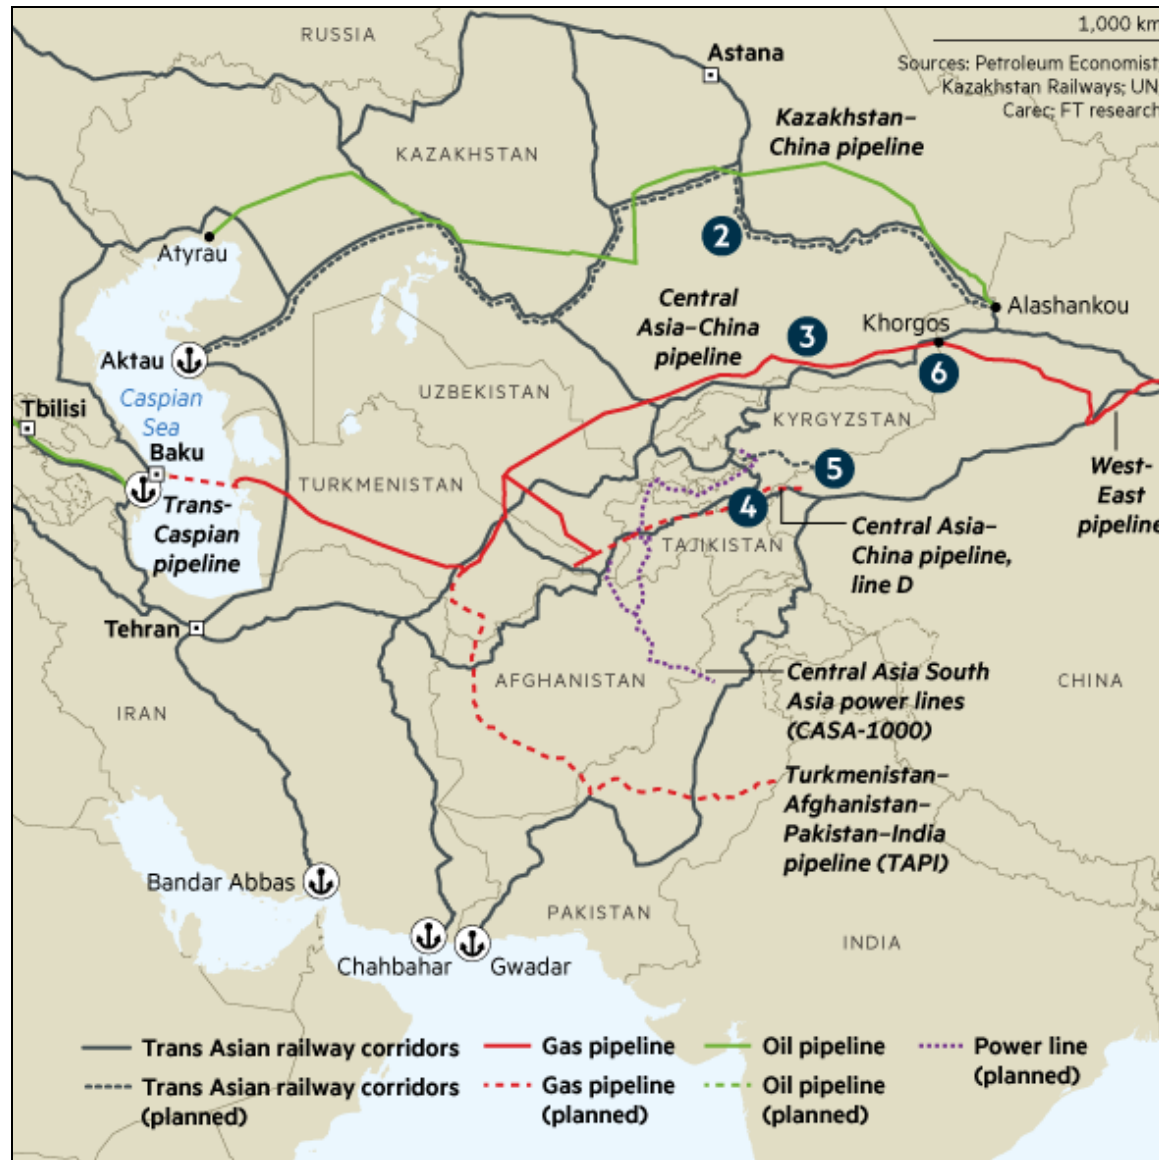 RUSSIA
1,000 km
Astana
Sources: Petroleum Economist
Kazakhstan Railways; UN
Carec; FT research
Kazakhstan–
China pipeline
KAZAKHSTAN
2
Atyrau
Central
Asia–China
pipeline
Alashankou
Khorgos
3
Aktau
6
Caspian
Sea
UZBEKISTAN
Tbilisi
KYRGYZSTAN
Baku
TURKMENISTAN
5
West-
East
pipeline
Trans-
Caspian
pipeline
4
Central Asia–
China pipeline,
line D
TAJIKISTAN
Tehran
AFGHANISTAN
Central Asia South
Asia power lines
(CASA-1000)
CHINA
IRAN
Turkmenistan–
Afghanistan–
Pakistan–India
pipeline (TAPI)
Bandar Abbas
PAKISTAN
INDIA
Chahbahar
Gwadar
Trans Asian railway corridors
Gas pipeline
Oil pipeline
Power line
(planned)
Trans Asian railway corridors
(planned)
Gas pipeline
(planned)
Oil pipeline
(planned)